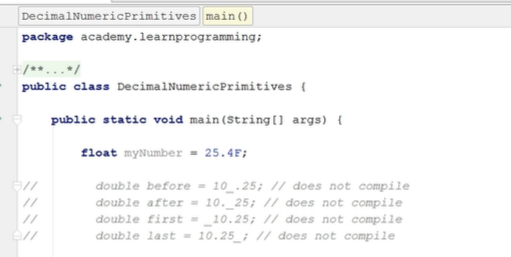 DecimalNumericPrimitives main()
package academy.learnprogramming;
/**...*/
public class DecimalNumericPrimitives {
public static void main(String[] args) {
float myNumber = 25.4F;
// double before = 10_.25; // does not compile
// double after = 10._25; // does not compile
// double first = _10.25; // does not compile
// double last = 10.25_; // does not compile